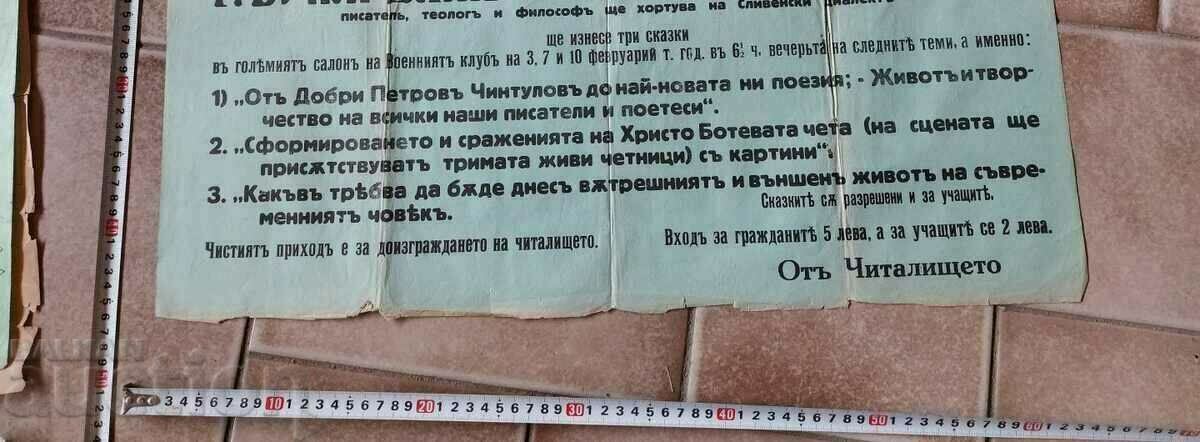 писатель, теологъ и философъ ще хортува на Сливенски диалектъ
ще изнесе три сказки
въ големиятъ салонъ на Военниятъ клубъ на 3, 7 и 10 февруарий т. год. въ 6½ ч. вечерьта на следнитѣ теми, а именно:
1) „Отъ Добри Петровъ Чинтуловъ до най-новата ни поезия; - Животъ и твор-
чество на всички наши писатели и поетеси“.
2. „Сформированието и сраженията на Христо Ботевата чета (на сцената ще
присѫтствуватъ тримата живи четници) съ картини“.
3. „Какъвъ трѣбва да бѫде днесъ вѫтрешниятъ и външенъ животъ на съвре-
менниятъ човѣкъ.
Сказкитѣ сѫ разрешени и за учащитѣ.
Чистиятъ приходъ е за доизграждането на читалището.
Входъ за гражданитѣ 5 лева, а за учащитѣ се 2 лева.
Отъ Читалището